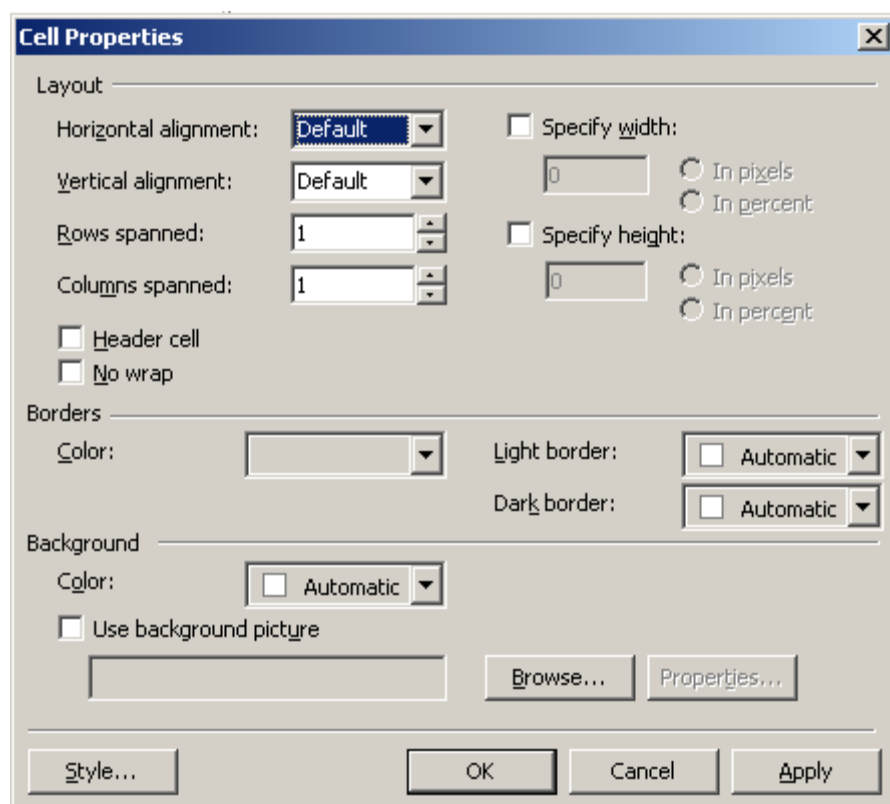 Cell Properties
Layout
Horizontal alignment: Default
Specify width:
Vertical alignment: Default
0 In pixels
In percent
Rows spanned: 1
Specify height:
Columns spanned: 1
0 In pixels
In percent
Header cell
No wrap
Borders
Color:
Light border: Automatic
Dark border: Automatic
Background
Color: Automatic
Use background picture
Browse... Properties...
Style... OK Cancel Apply